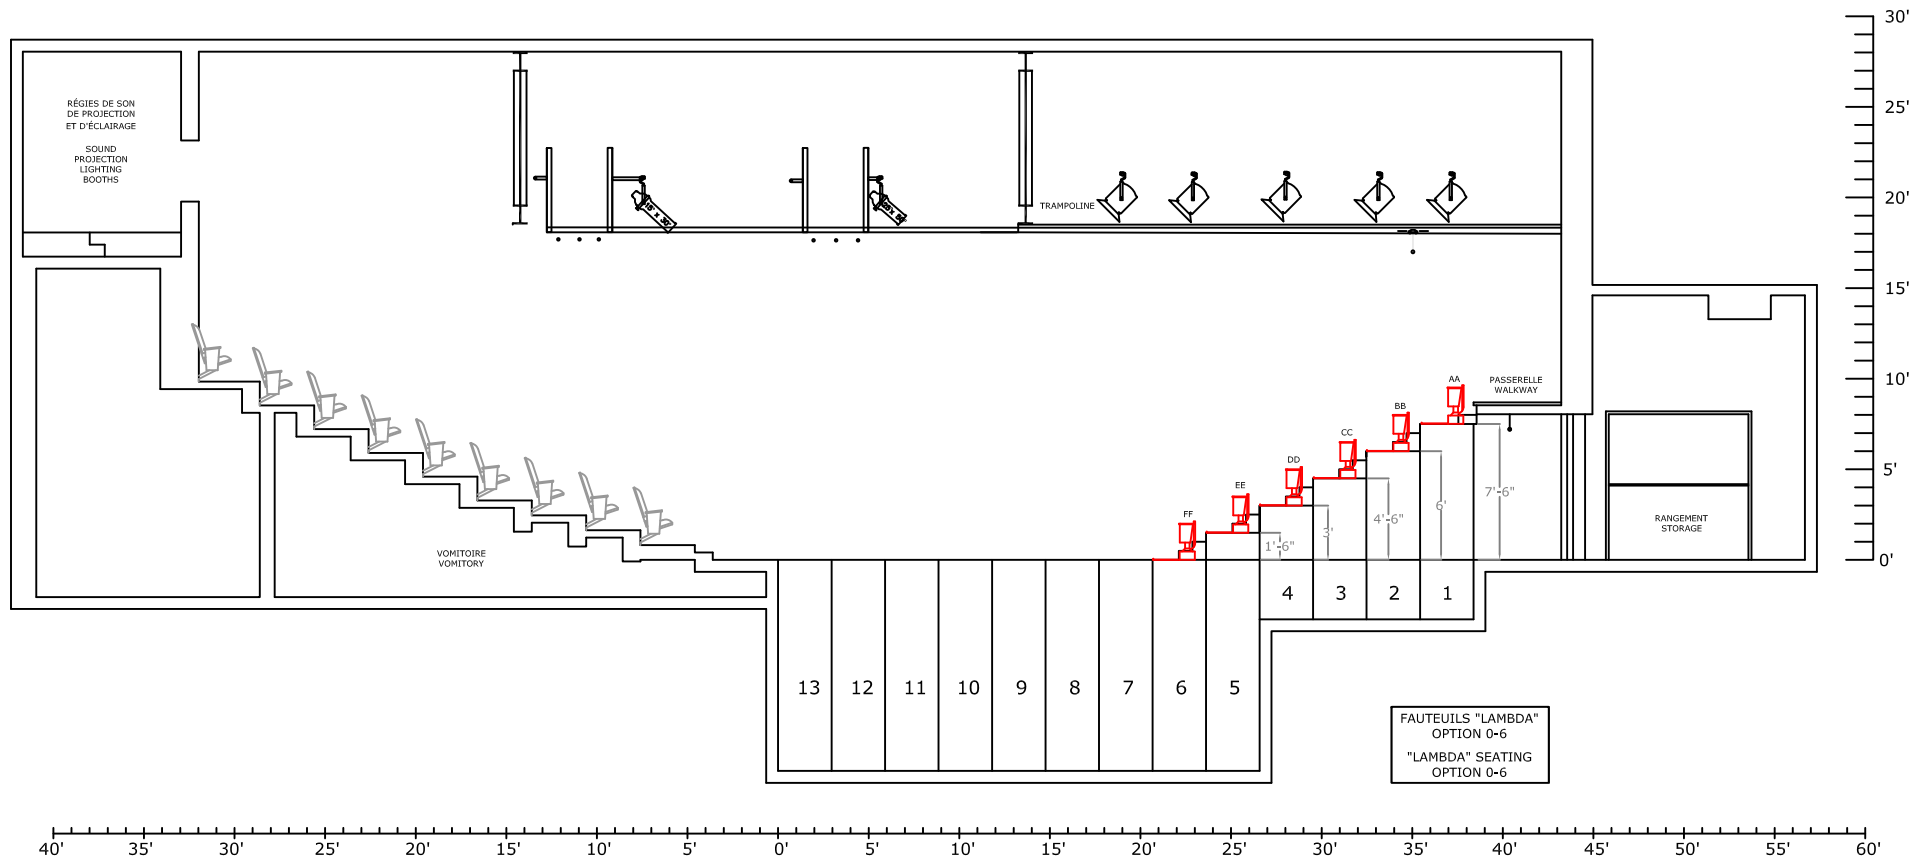 30'
25'
20'
15'
10'
5'
0'
RÉGIES DE SON
DE PROJECTION
ET D'ÉCLAIRAGE
SOUND
PROJECTION
LIGHTING
BOOTHS
15' x 30'
25' x 50'
TRAMPOLINE
AA
BB
CC
DD
EE
FF
PASSERELLE
WALKWAY
7'-6"
6'
4'-6"
3'
1'-6"
RANGEMENT
STORAGE
VOMITOIRE
VOMITORY
4
3
2
1
13
12
11
10
9
8
7
6
5
FAUTEUILS "LAMBDA"
OPTION 0-6
"LAMBDA" SEATING
OPTION 0-6
40' 35' 30' 25' 20' 15' 10' 5' 0' 5' 10' 15' 20' 25' 30' 35' 40' 45' 50' 55' 60'